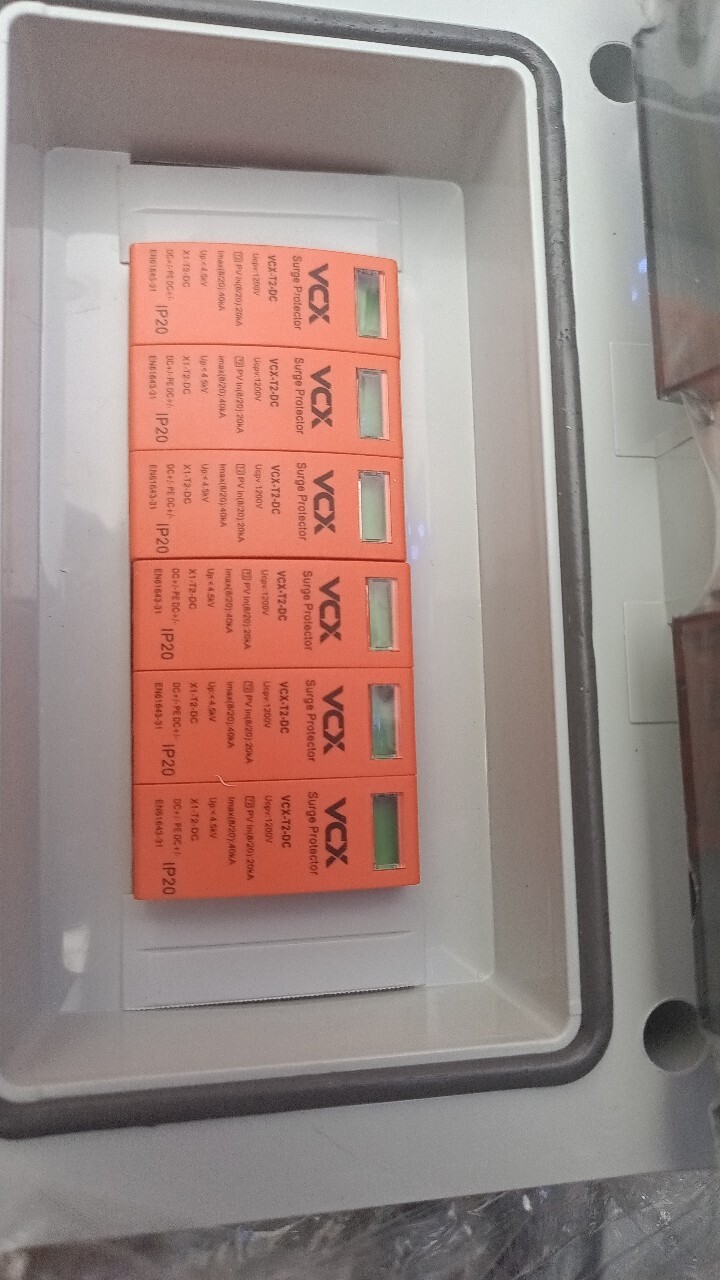 VCX
Surge Protector
VCX-T2-DC
Ucpv:1200V
T2 PV In(8/20):20kA
Imax(8/20):40kA
Up<4.5kV
X1-T2-DC
DC+/-PE DC+/-
EN61643-31
IP20
VCX
Surge Protector
VCX-T2-DC
Ucpv:1200V
T2 PV In(8/20):20kA
Imax(8/20):40kA
Up<4.5kV
X1-T2-DC
DC+/-PE DC+/-
EN61643-31
IP20
VCX
Surge Protector
VCX-T2-DC
Ucpv:1200V
T2 PV In(8/20):20kA
Imax(8/20):40kA
Up<4.5kV
X1-T2-DC
DC+/-PE DC+/-
EN61643-31
IP20
VCX
Surge Protector
VCX-T2-DC
Ucpv:1200V
T2 PV In(8/20):20kA
Imax(8/20):40kA
Up<4.5kV
X1-T2-DC
DC+/-PE DC+/-
EN61643-31
IP20
VCX
Surge Protector
VCX-T2-DC
Ucpv:1200V
T2 PV In(8/20):20kA
Imax(8/20):40kA
Up<4.5kV
X1-T2-DC
DC+/-PE DC+/-
EN61643-31
IP20
VCX
Surge Protector
VCX-T2-DC
Ucpv:1200V
T2 PV In(8/20):20kA
Imax(8/20):40kA
Up<4.5kV
X1-T2-DC
DC+/-PE DC+/-
EN61643-31
IP20